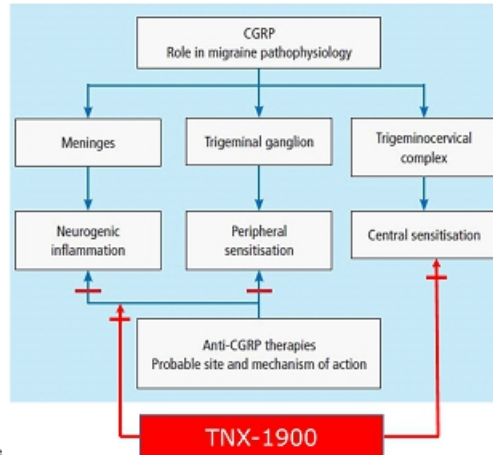 CGRP
Role in migraine pathophysiology
Meninges
Trigeminal ganglion
Trigeminocervical
complex
Neurogenic
inflammation
Peripheral
sensitisation
Central sensitisation
Anti-CGRP therapies
Probable site and mechanism of action
TNX-1900